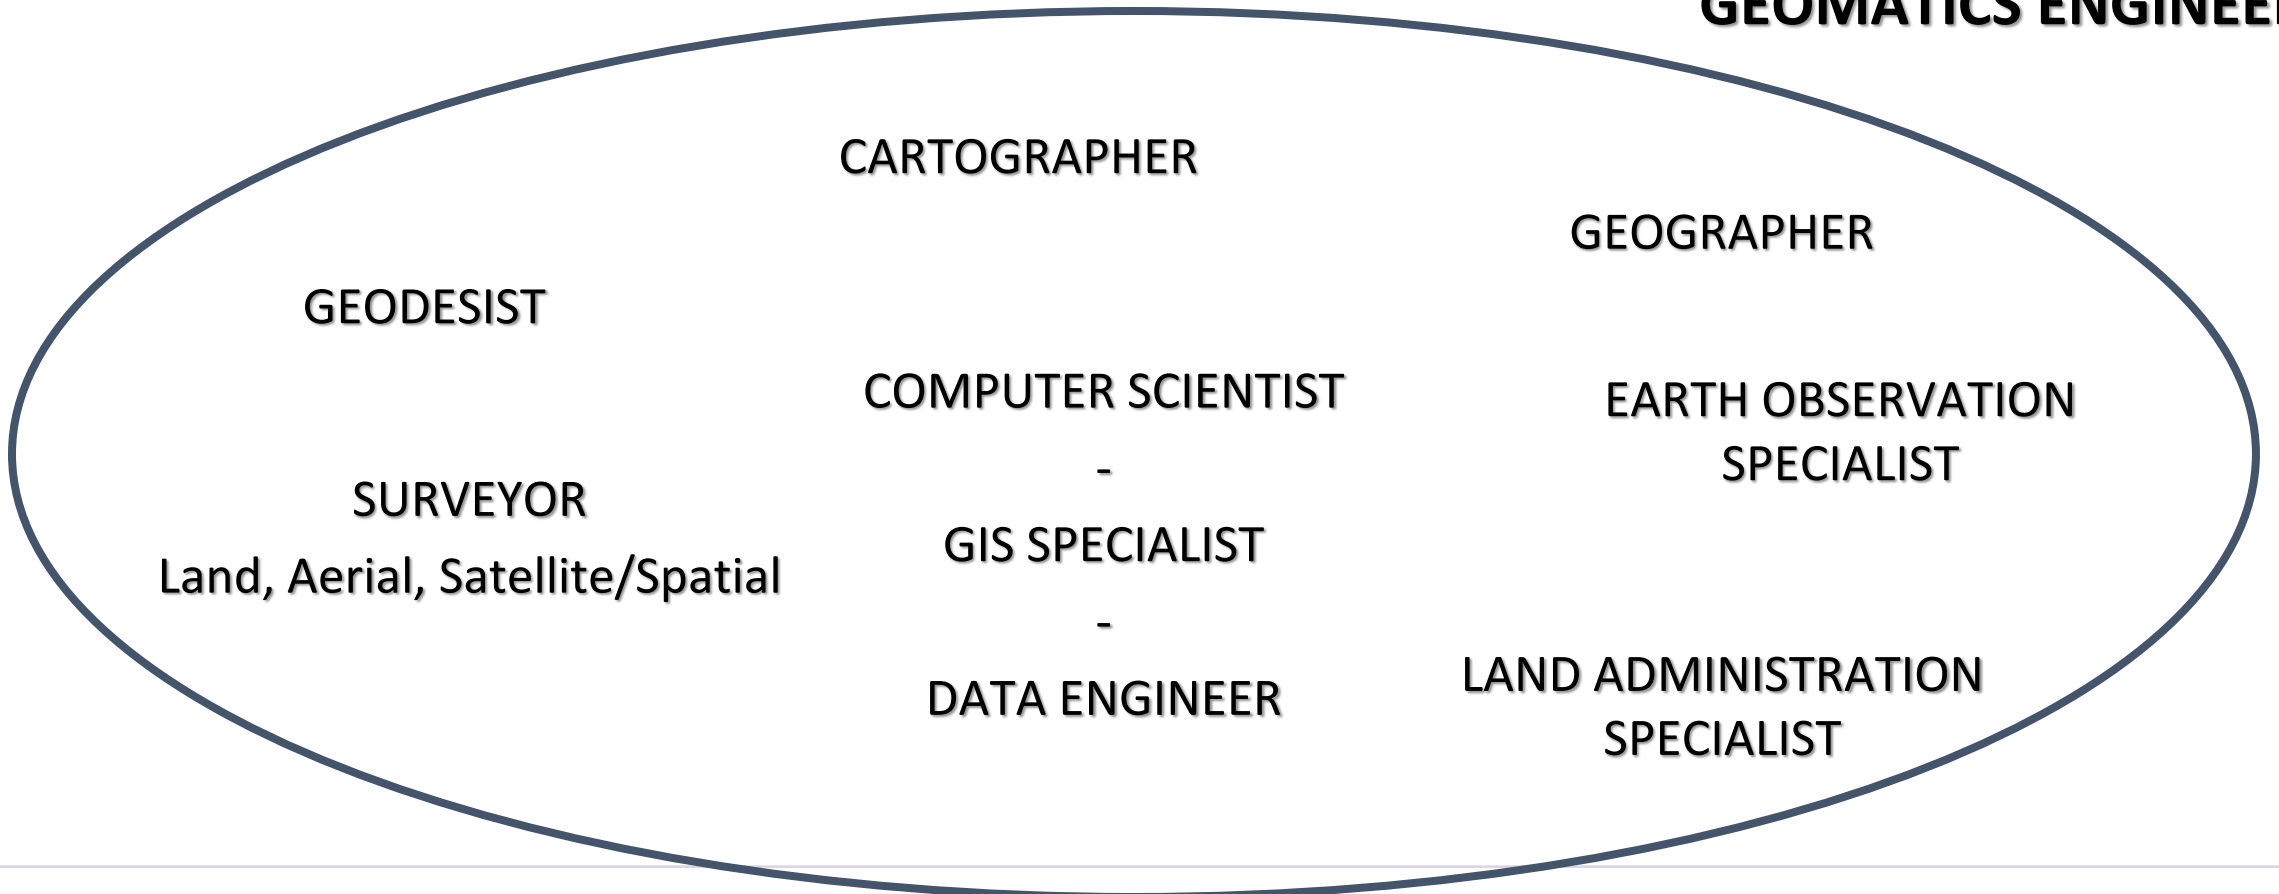 GEOMATICS
CARTOGRAPHER
GEOGRAPHER
GEODESIST
COMPUTER SCIENTIST
-
GIS SPECIALIST
-
DATA ENGINEER
EARTH OBSERVATION
SPECIALIST
SURVEYOR
Land, Aerial, Satellite/Spatial
LAND ADMINISTRATION
SPECIALIST